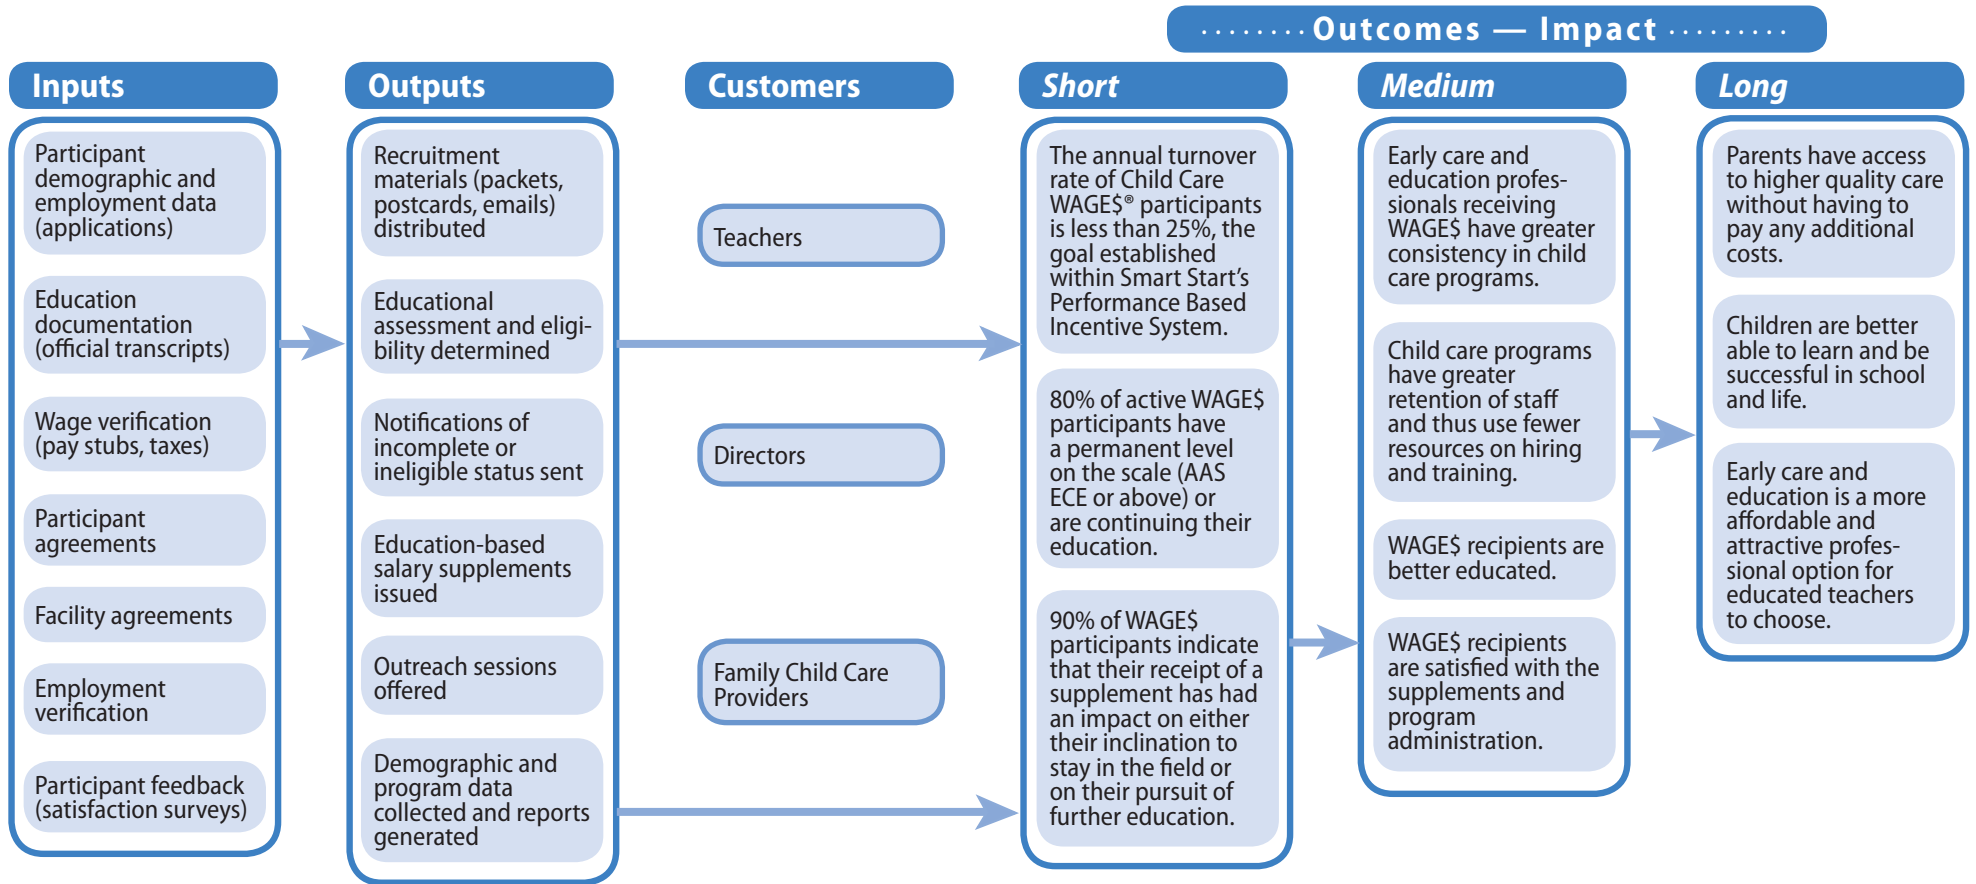 Outcomes — Impact
Inputs
Participant
demographic and
employment data
(applications)
Education
documentation
(official transcripts)
Wage verification
(pay stubs, taxes)
Participant
agreements
Facility agreements
Employment
verification
Participant feedback
(satisfaction surveys)
Outputs
Recruitment
materials (packets,
postcards, emails)
distributed
Educational
assessment and eligi-
bility determined
Notifications of
incomplete or
ineligible status sent
Education-based
salary supplements
issued
Outreach sessions
offered
Demographic and
program data
collected and reports
generated
Customers
Teachers
Directors
Family Child Care
Providers
Short
The annual turnover
rate of Child Care
WAGE$® participants
is less than 25%, the
goal established
within Smart Start’s
Performance Based
Incentive System.
80% of active WAGE$
participants have
a permanent level
on the scale (AAS
ECE or above) or
are continuing their
education.
90% of WAGE$
participants indicate
that their receipt of a
supplement has had
an impact on either
their inclination to
stay in the field or
on their pursuit of
further education.
Medium
Early care and
education profes-
sionals receiving
WAGE$ have greater
consistency in child
care programs.
Child care programs
have greater
retention of staff
and thus use fewer
resources on hiring
and training.
WAGE$ recipients are
better educated.
WAGE$ recipients
are satisfied with the
supplements and
program
administration.
Long
Parents have access
to higher quality care
without having to
pay any additional
costs.
Children are better
able to learn and be
successful in school
and life.
Early care and
education is a more
affordable and
attractive profes-
sional option for
educated teachers
to choose.